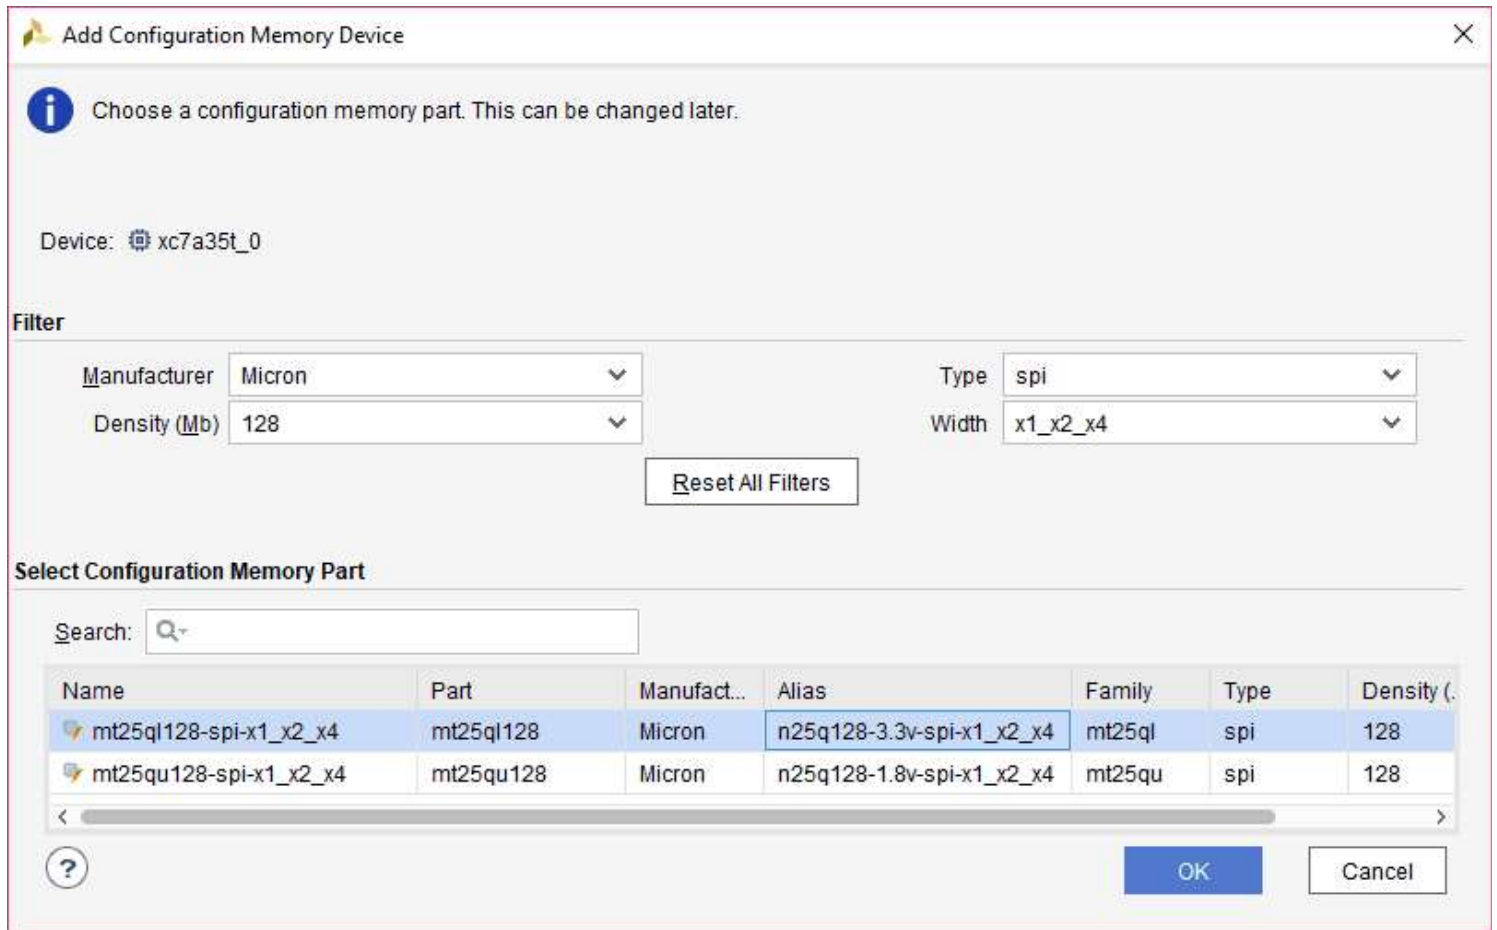 Add Configuration Memory Device
Choose a configuration memory part. This can be changed later.
Device: xc7a35t_0
Filter
Manufacturer Micron Type spi
Density (Mb) 128 Width x1_x2_x4
Reset All Filters
Select Configuration Memory Part
Search:
Name Part Manufact... Alias Family Type Density (.
mt25ql128-spi-x1_x2_x4 mt25ql128 Micron n25q128-3.3v-spi-x1_x2_x4 mt25ql spi 128
mt25qu128-spi-x1_x2_x4 mt25qu128 Micron n25q128-1.8v-spi-x1_x2_x4 mt25qu spi 128
? OK Cancel